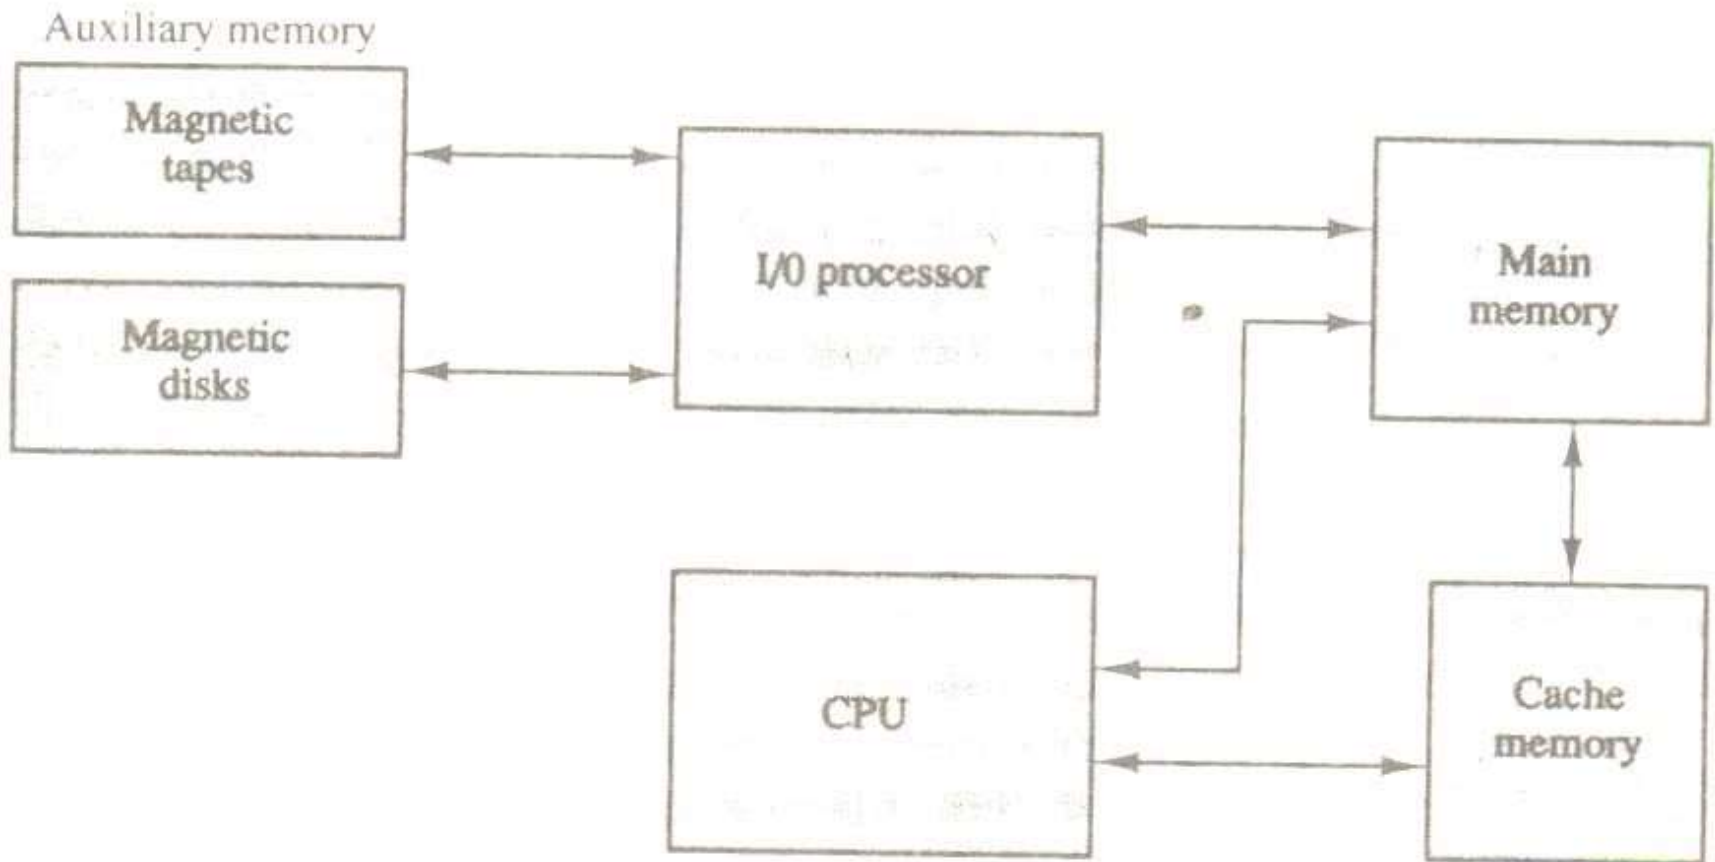 Auxiliary memory
Magnetic
tapes
I/0 processor
Main
memory
Magnetic
disks
CPU
Cache
memory